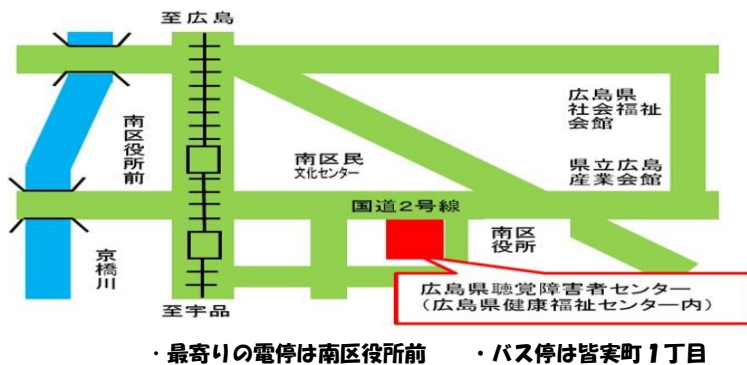 至広島
南区役所前
京橋川
南区民
文化センター
広島県
社会福祉
会館
県立広島
産業会館
国道2号線
南区
役所
広島県聴覚障害者センター
（広島県健康福祉センター内）
至宇品
・最寄りの電停は南区役所前　・バス停は皆実町１丁目